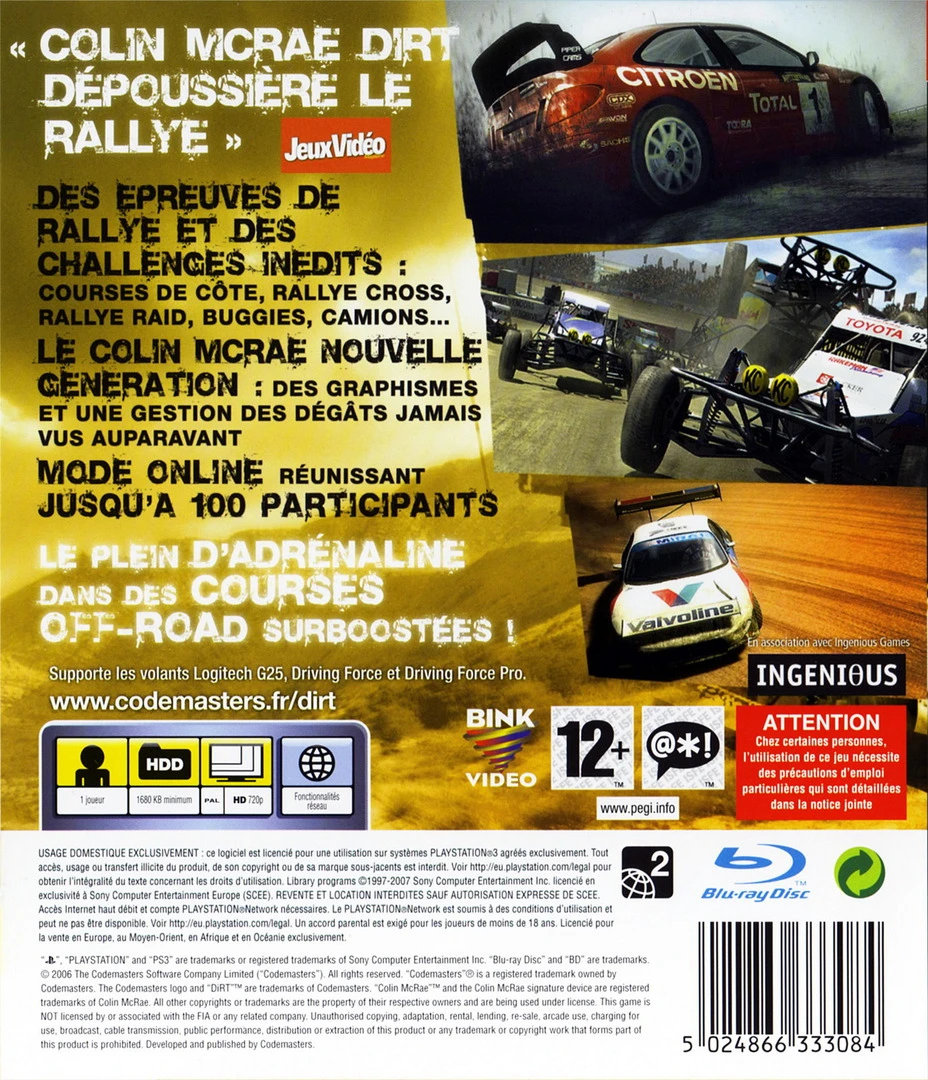 « COLIN MCRAE DIRT
DÉPOUSSIÈRE LE
RALLYE »
JeuxVidéo
DES EPREUVES DE
RALLYE ET DES
CHALLENGES INEDITS :
COURSES DE CÔTE, RALLYE CROSS,
RALLYE RAID, BUGGIES, CAMIONS...
LE COLIN MCRAE NOUVELLE
GENERATION : DES GRAPHISMES
ET UNE GESTION DES DÉGÂTS JAMAIS
VUS AUPARAVANT
MODE ONLINE RÉUNISSANT
JUSQU'A 100 PARTICIPANTS
LE PLEIN D'ADRÉNALINE
DANS DES COURSES
OFF-ROAD SURBOOSTÉES !
Supporte les volants Logitech G25, Driving Force et Driving Force Pro.
www.codemasters.fr/dirt
PIPER
CAMS
CITROËN
CDX
TOTAL
1
SACHS
TOYOTA
92
KC KC
Valvoline
En association avec Ingenious Games
INGENIOUS
BINK
VIDEO
12+
™
@*!
™
www.pegi.info
ATTENTION
Chez certaines personnes,
l'utilisation de ce jeu nécessite
des précautions d'emploi
particulières qui sont détaillées
dans la notice jointe
HDD
1 joueur
1680 KB minimum
PAL
HD 720p
Fonctionnalités
réseau
USAGE DOMESTIQUE EXCLUSIVEMENT : ce logiciel est licencié pour une utilisation sur systèmes PLAYSTATION®3 agréés exclusivement. Tout
accès, usage ou transfert illicite du produit, de son copyright ou de sa marque sous-jacents est interdit. Voir http://eu.playstation.com/legal pour
obtenir l'intégralité du texte concernant les droits d'utilisation. Library programs ©1997-2007 Sony Computer Entertainment Inc. licencié en
exclusivité à Sony Computer Entertainment Europe (SCEE). REVENTE ET LOCATION INTERDITES SAUF AUTORISATION EXPRESSE DE SCEE.
Accès Internet haut débit et compte PLAYSTATION®Network nécessaires. Le PLAYSTATION®Network est soumis à des conditions d'utilisation et
peut ne pas être disponible. Voir http://eu.playstation.com/legal. Un accord parental est exigé pour les joueurs de moins de 18 ans. Licencié pour
la vente en Europe, au Moyen-Orient, en Afrique et en Océanie exclusivement.
2
Blu-ray Disc
™
"", "PLAYSTATION" and "PS3" are trademarks or registered trademarks of Sony Computer Entertainment Inc. "Blu-ray Disc" and "BD" are trademarks.
© 2006 The Codemasters Software Company Limited ("Codemasters"). All rights reserved. "Codemasters"® is a registered trademark owned by
Codemasters. The Codemasters logo and "DiRT"™ are trademarks of Codemasters. "Colin McRae"™ and the Colin McRae signature device are registered
trademarks of Colin McRae. All other copyrights or trademarks are the property of their respective owners and are being used under license. This game is
NOT licensed by or associated with the FIA or any related company. Unauthorised copying, adaptation, rental, lending, re-sale, arcade use, charging for
use, broadcast, cable transmission, public performance, distribution or extraction of this product or any trademark or copyright work that forms part of
this product is prohibited. Developed and published by Codemasters.
5 024866 333084